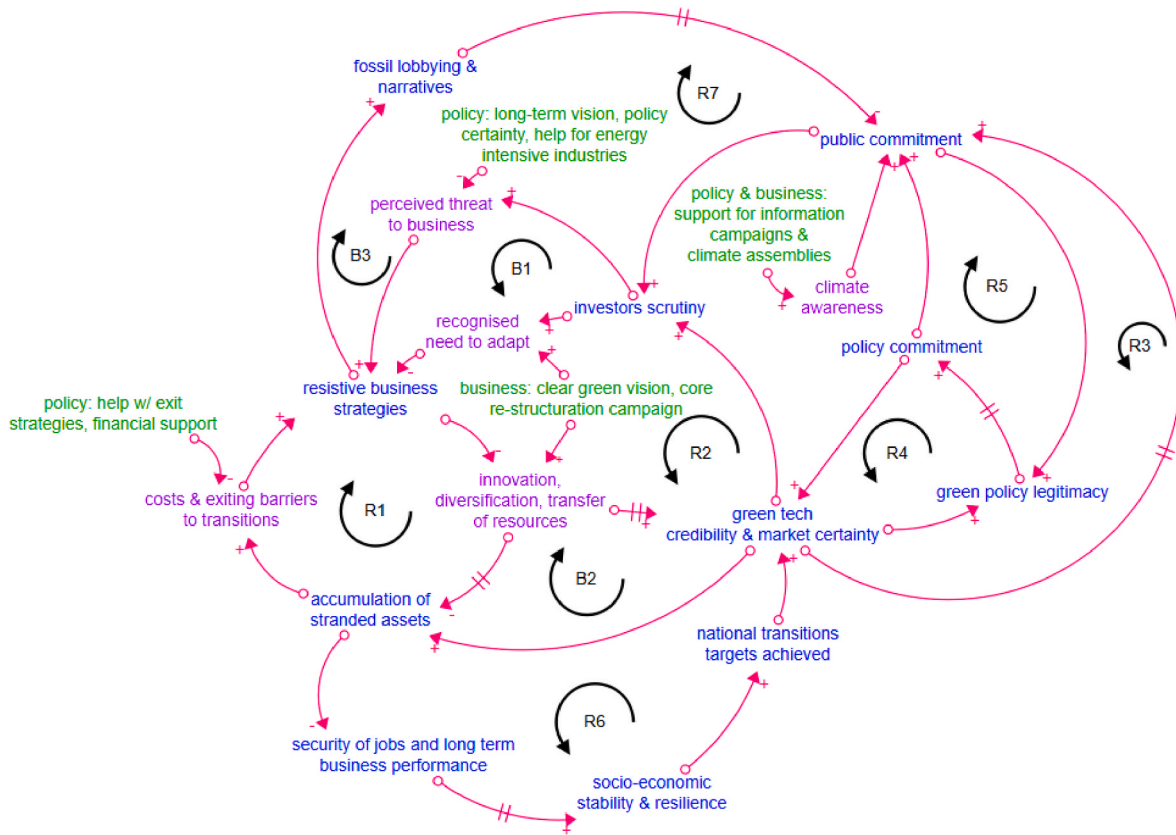 fossil lobbying &
narratives
R7
policy: long-term vision, policy
certainty, help for energy
intensive industries
public commitment
perceived threat
to business
policy & business:
support for information
campaigns &
climate assemblies
B3
B1
climate
awareness
R5
investors scrutiny
recognised
need to adapt
policy commitment
R3
resistive business
strategies
business: clear green vision, core
re-structuration campaign
policy: help w/ exit
strategies, financial support
R2
R4
costs & exiting barriers
to transitions
R1
innovation,
diversification, transfer
of resources
green policy legitimacy
green tech
credibility & market certainty
B2
accumulation of
stranded assets
national transitions
targets achieved
R6
security of jobs and long term
business performance
socio-economic
stability & resilience